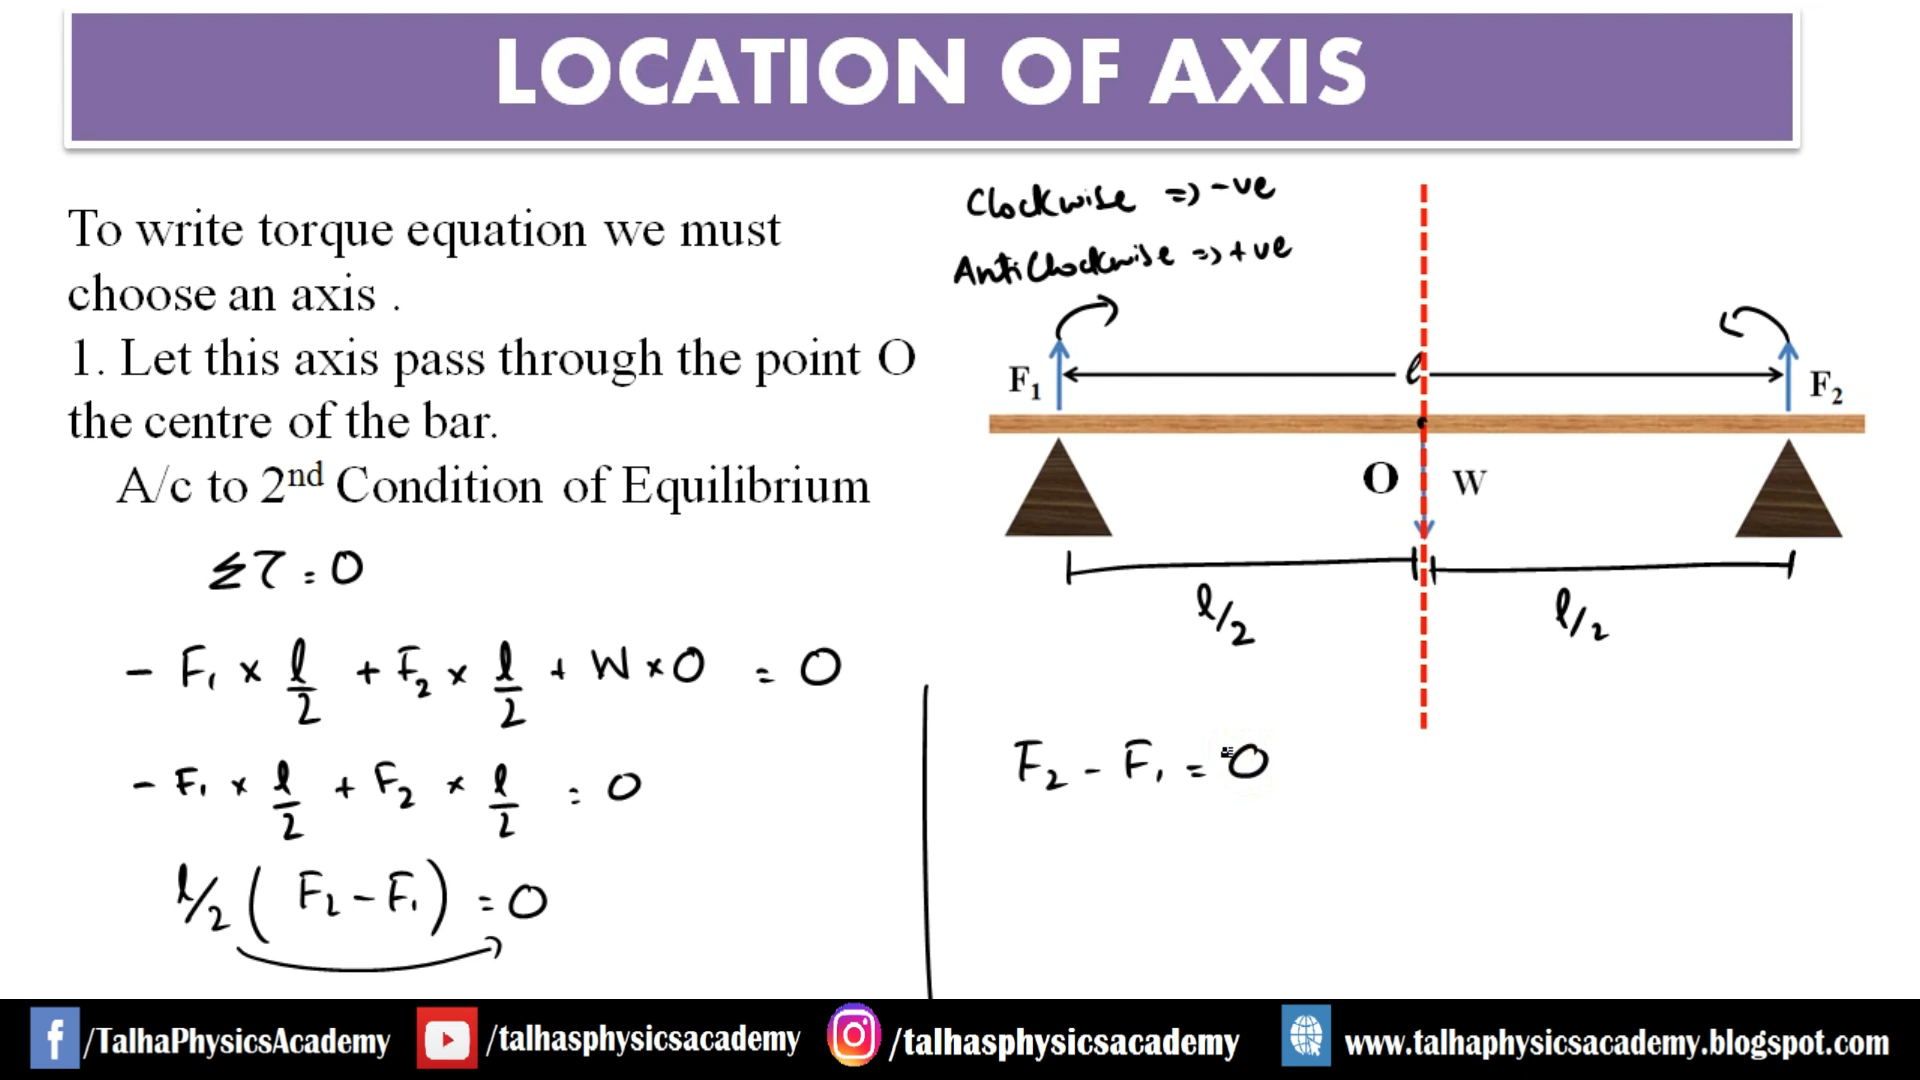 LOCATION OF AXIS
To write torque equation we must
choose an axis .
1. Let this axis pass through the point O
the centre of the bar.
A/c to 2nd Condition of Equilibrium
Στ = 0
- F₁ × l/2 + F₂ × l/2 + W × 0 = 0
- F₁ × l/2 + F₂ × l/2 = 0
l/2 ( F₂ - F₁ ) = 0
Clockwise => -ve
AntiClockwise => +ve
F₁
l
F₂
O
W
l/2
l/2
F₂ - F₁ = 0
/TalhaPhysicsAcademy
/talhasphysicsacademy
/talhasphysicsacademy
www.talhaphysicsacademy.blogspot.com